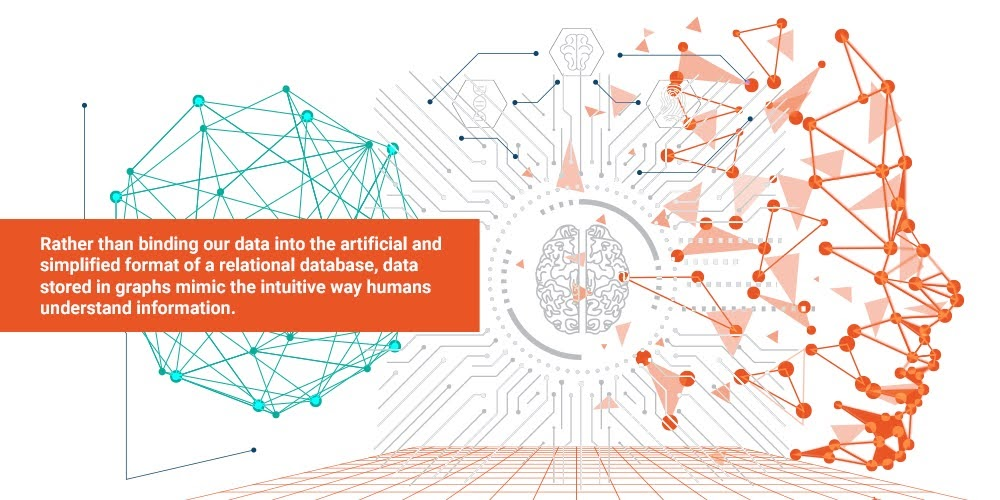 Rather than binding our data into the artificial and
simplified format of a relational database, data
stored in graphs mimic the intuitive way humans
understand information.